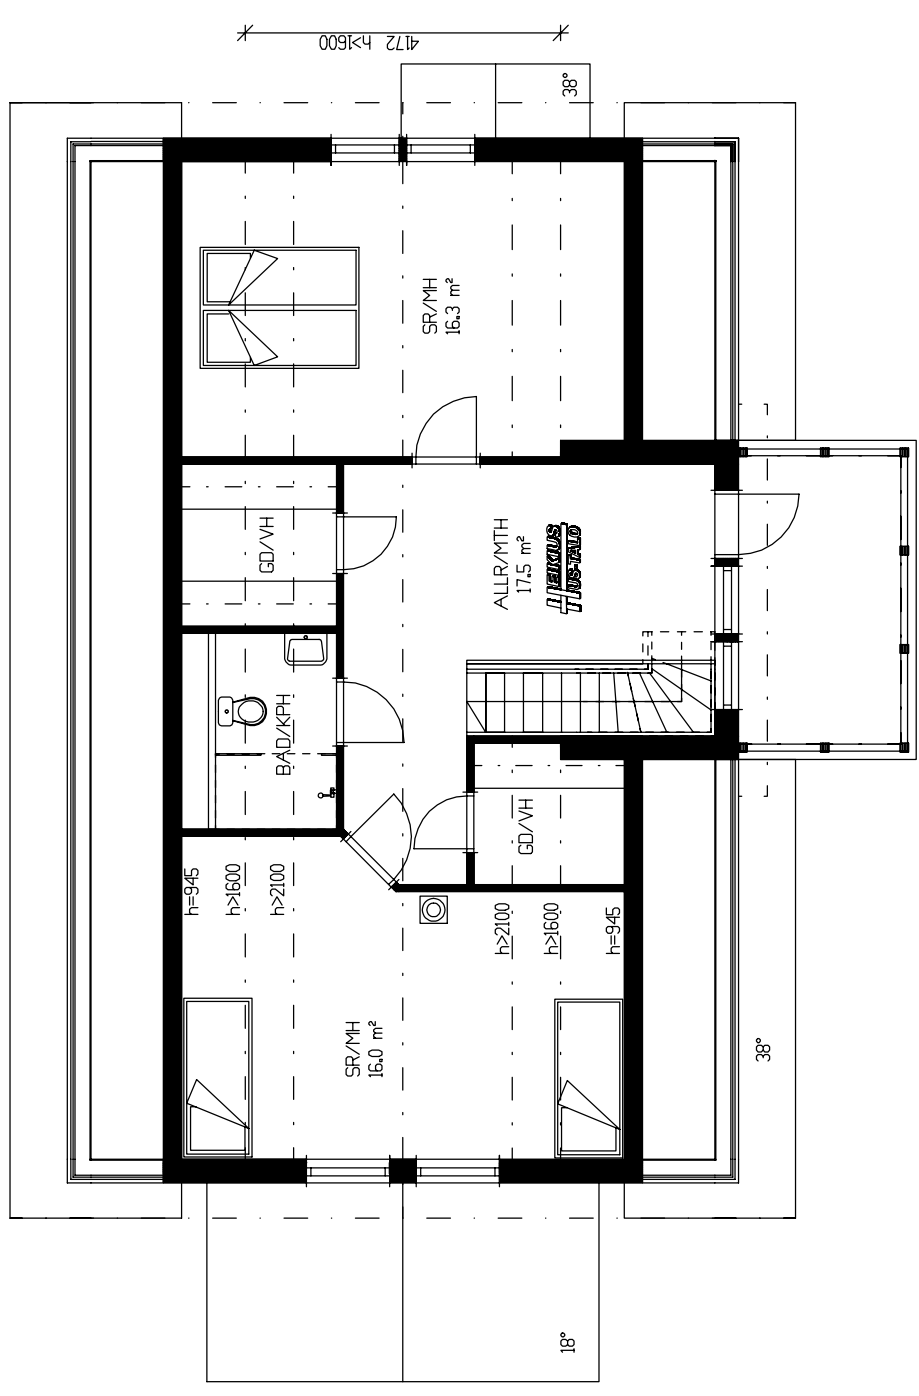 4172 h>1600
38°
SR/MH
16.3 m²
GD/VH
ALLR/MTH
17.5 m²
HEIKIUS
HUS-TALO
BAD/KPH
GD/VH
h=945
h>1600
h>2100
h>2100
h>1600
h=945
SR/MH
16.0 m²
38°
18°